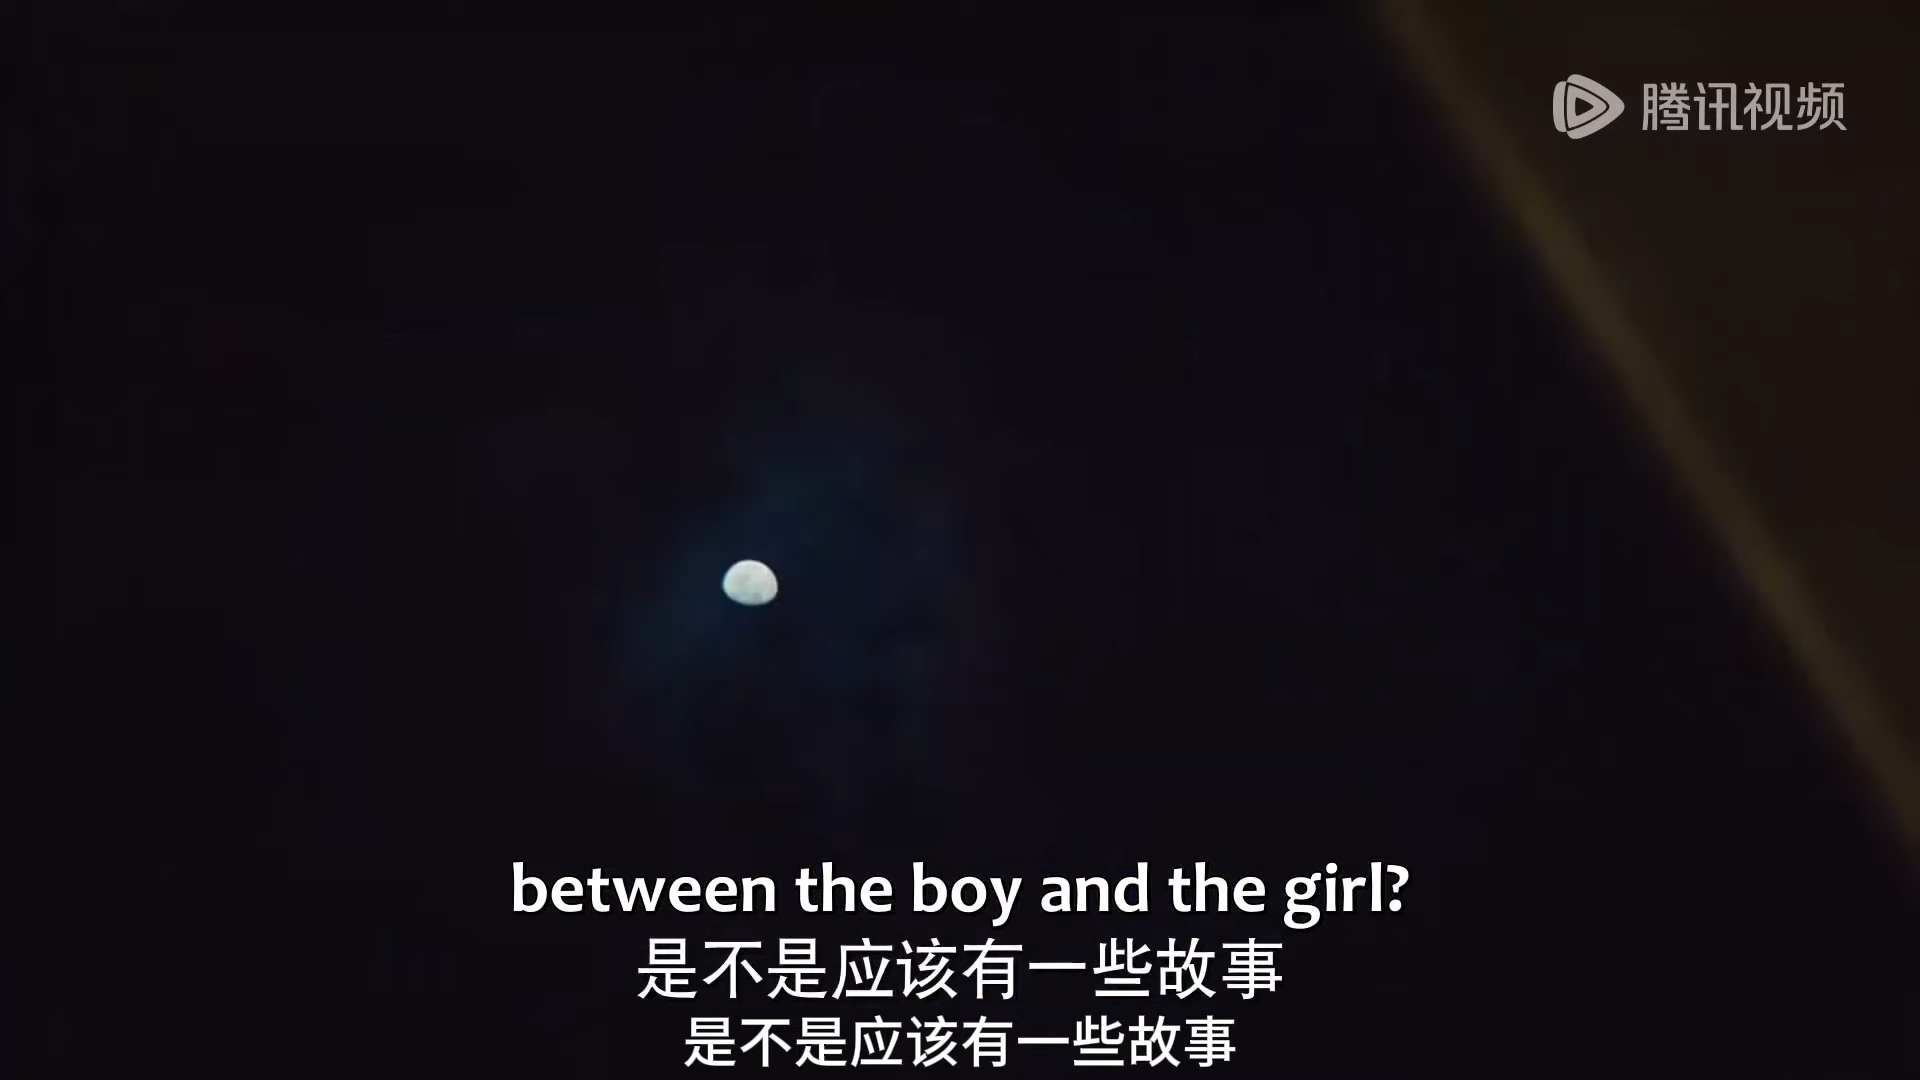 腾讯视频
between the boy and the girl?
是不是应该有一些故事
是不是应该有一些故事